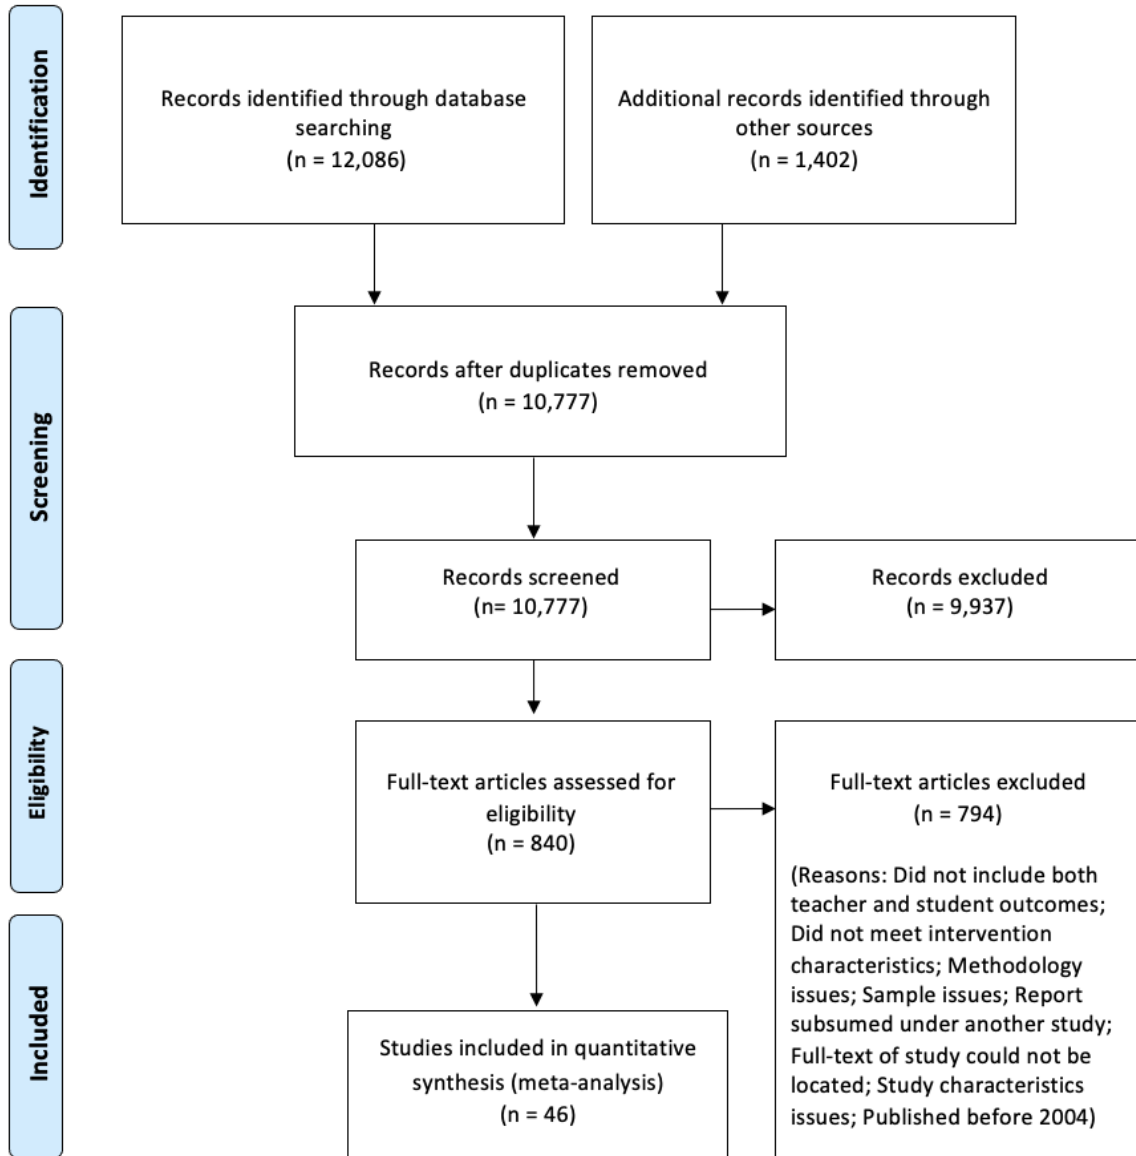 Identification
Records identified through database
searching
(n = 12,086)
Additional records identified through
other sources
(n = 1,402)
Screening
Records after duplicates removed
(n = 10,777)
Records screened
(n= 10,777)
Records excluded
(n = 9,937)
Eligibility
Full-text articles assessed for
eligibility
(n = 840)
Full-text articles excluded
(n = 794)
(Reasons: Did not include both
teacher and student outcomes;
Did not meet intervention
characteristics; Methodology
issues; Sample issues; Report
subsumed under another study;
Full-text of study could not be
located; Study characteristics
issues; Published before 2004)
Included
Studies included in quantitative
synthesis (meta-analysis)
(n = 46)